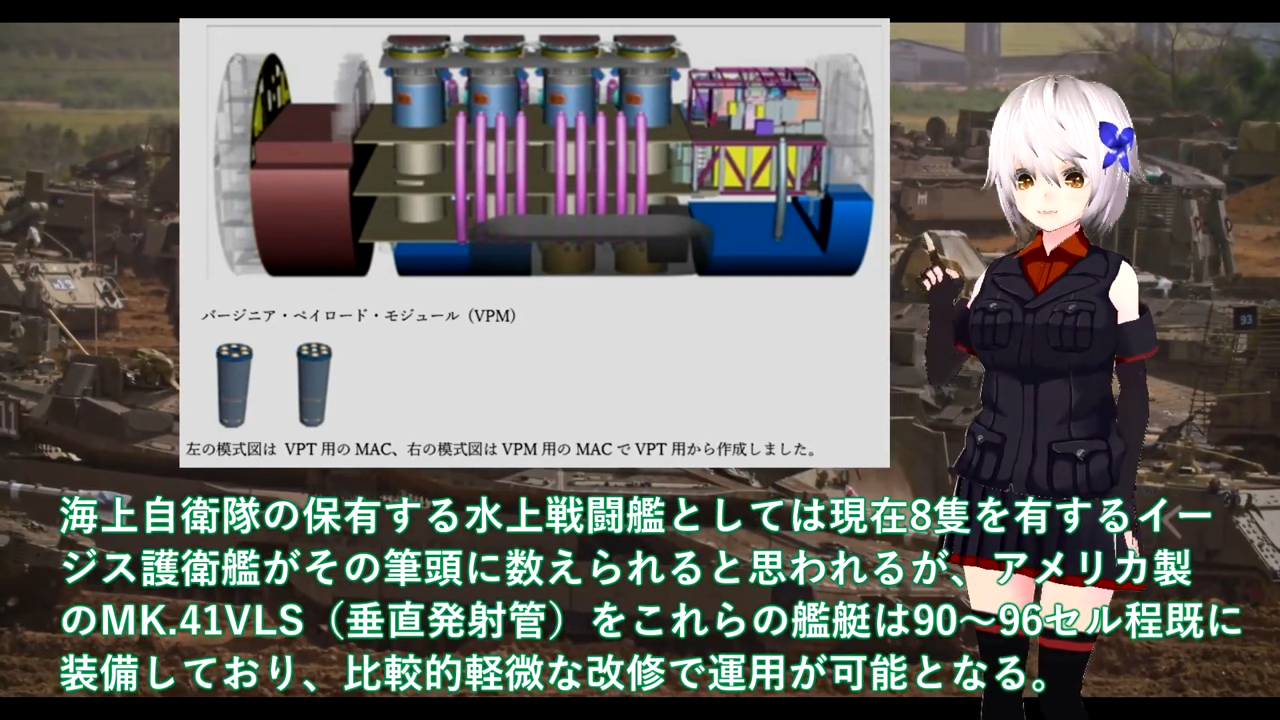 バージニア・ペイロード・モジュール（VPM）
左の模式図は VPT 用の MAC、右の模式図は VPM 用の MAC で VPT 用から作成しました。
93
海上自衛隊の保有する水上戦闘艦としては現在8隻を有するイー
ジス護衛艦がその筆頭に数えられると思われるが、アメリカ製
のMK.41VLS（垂直発射管）をこれらの艦艇は90～96セル程既に
装備しており、比較的軽微な改修で運用が可能となる。